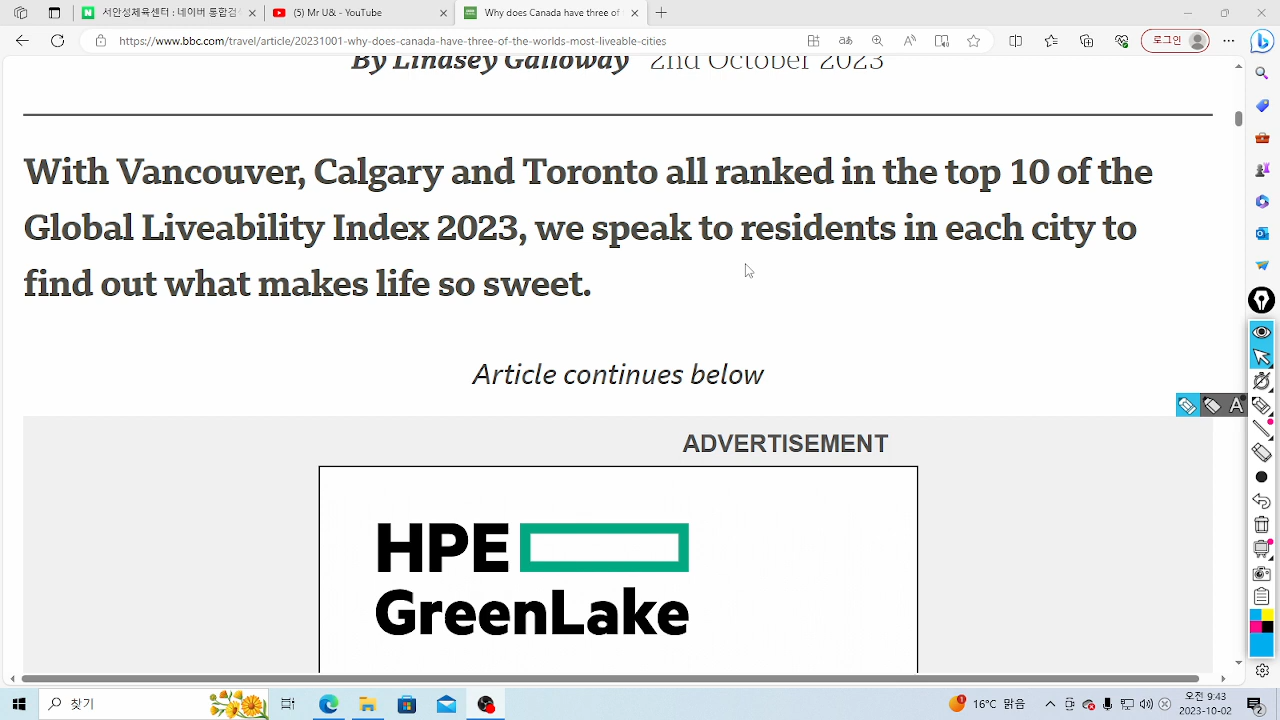 서안성체육센터 : 네이버 통합검색
(5) Mr U& - YouTube
Why does Canada have three of
https://www.bbc.com/travel/article/20231001-why-does-canada-have-three-of-the-worlds-most-liveable-cities
로그인
By Lindsey Galloway 2nd October 2023
With Vancouver, Calgary and Toronto all ranked in the top 10 of the
Global Liveability Index 2023, we speak to residents in each city to
find out what makes life so sweet.
Article continues below
ADVERTISEMENT
HPE
GreenLake
찾기
16°C 맑음
오전 9:43
2023-10-02